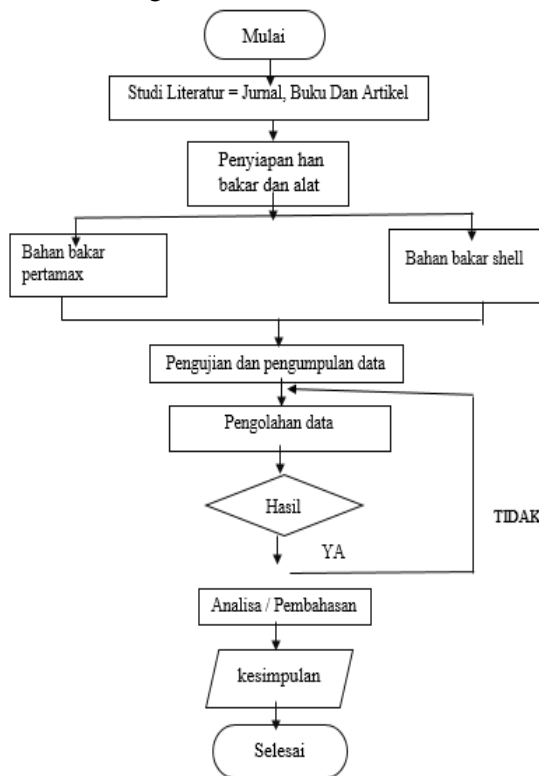 Mulai
Studi Literatur = Jurnal, Buku Dan Artikel
Penyiapan han
bakar dan alat
Bahan bakar
pertamax
Bahan bakar shell
Pengujian dan pengumpulan data
Pengolahan data
Hasil
TIDAK
YA
Analisa / Pembahasan
kesimpulan
Selesai